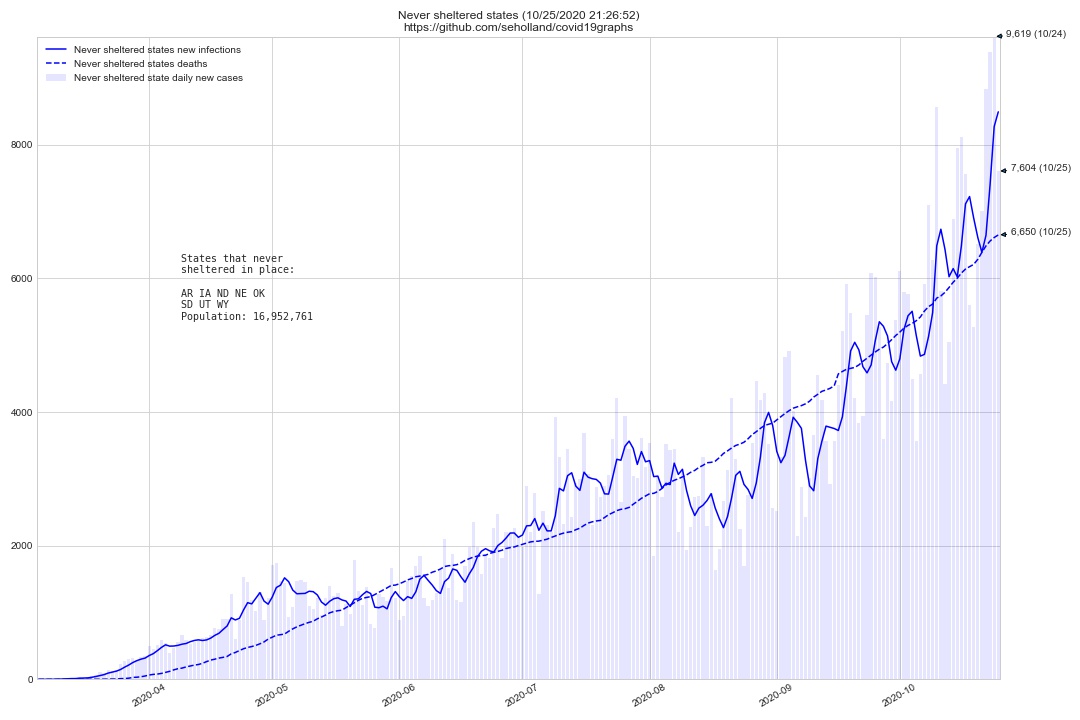 Never sheltered states (10/25/2020 21:26:52)
https://github.com/seholland/covid19graphs
Never sheltered states new infections
Never sheltered states deaths
Never sheltered state daily new cases
9,619 (10/24)
8000
7,604 (10/25)
6,650 (10/25)
States that never
sheltered in place:
AR IA ND NE OK
SD UT WY
Population: 16,952,761
6000
4000
2000
0
2020-04
2020-05
2020-06
2020-07
2020-08
2020-09
2020-10